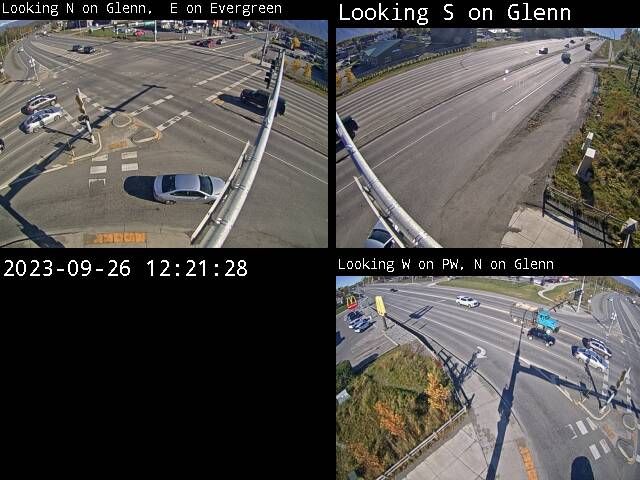 Looking N on Glenn,  E on Evergreen
Looking S on Glenn
2023-09-26 12:21:28
Looking W on PW, N on Glenn